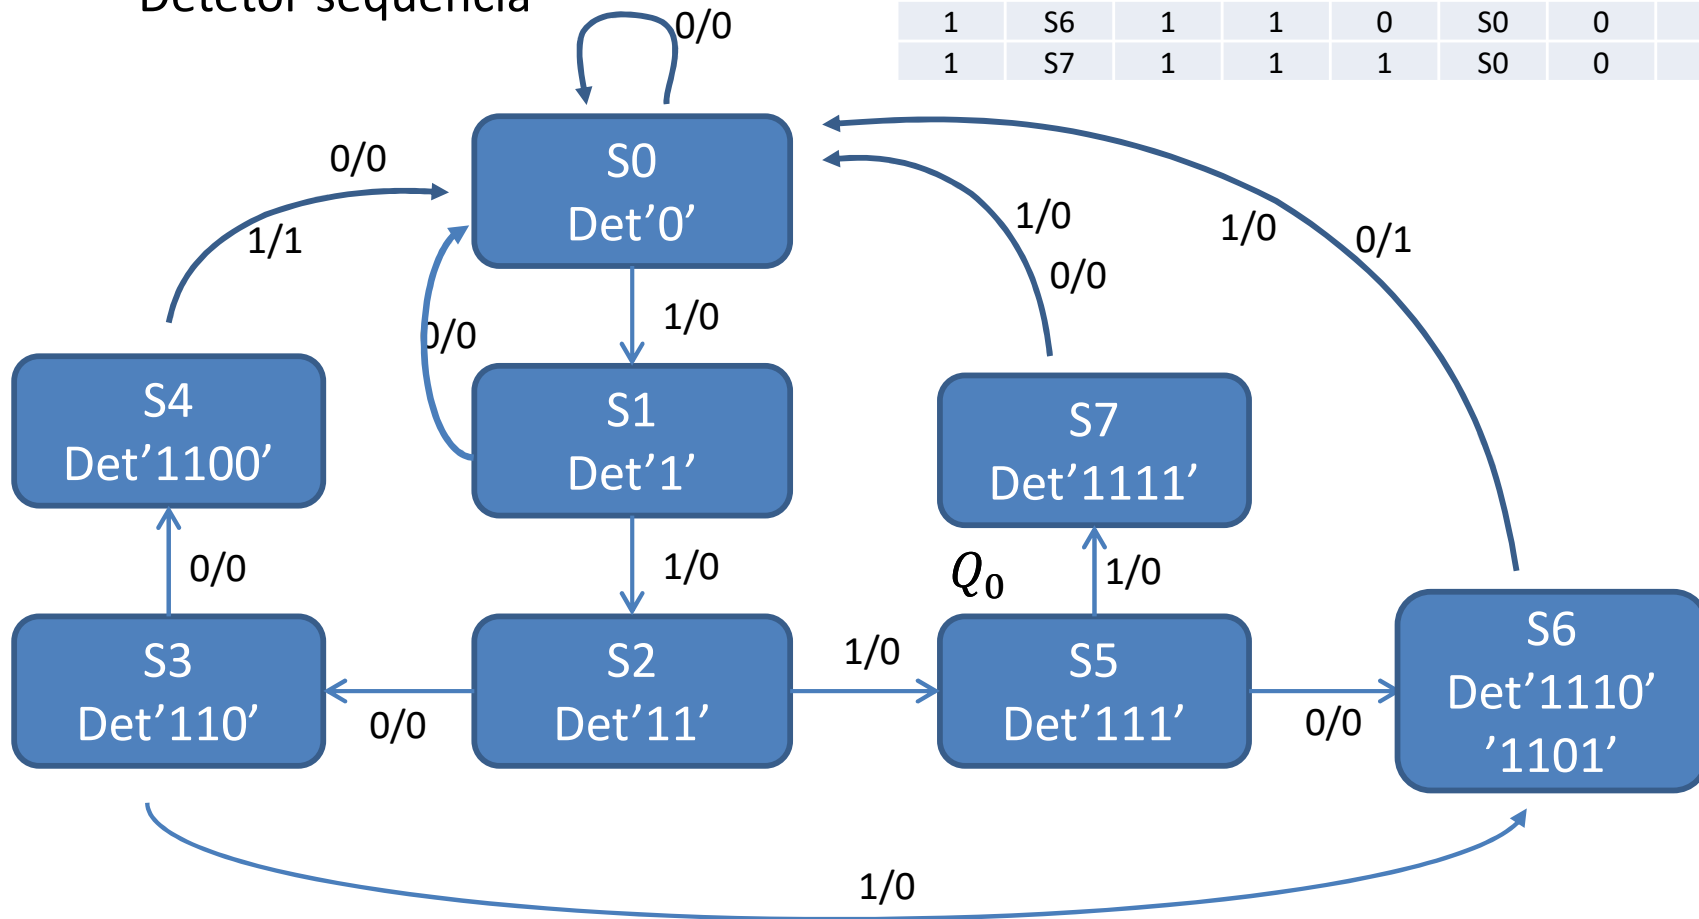 Detetor sequência
1 S6 1 1 0 S0 0
1 S7 1 1 1 S0 0
0/0
S0
Det’0’
0/0
1/1
1/0
0/0
1/0
0/1
1/0
0/0
S4
Det’1100’
S1
Det’1’
S7
Det’1111’
0/0
1/0
Q0
1/0
S3
Det’110’
0/0
S2
Det’11’
1/0
S5
Det’111’
0/0
S6
Det’1110’
’1101’
1/0